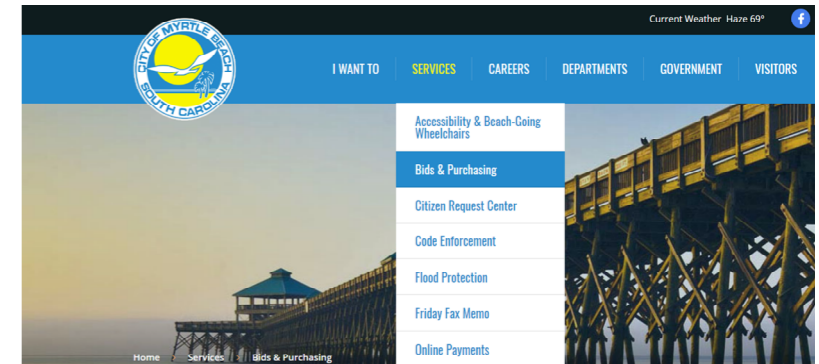 Current Weather Haze 69°
CITY OF MYRTLE BEACH
SOUTH CAROLINA
I WANT TO SERVICES CAREERS DEPARTMENTS GOVERNMENT VISITORS
Accessibility & Beach-Going
Wheelchairs
Bids & Purchasing
Citizen Request Center
Code Enforcement
Flood Protection
Friday Fax Memo
Online Payments
Home / Services / Bids & Purchasing